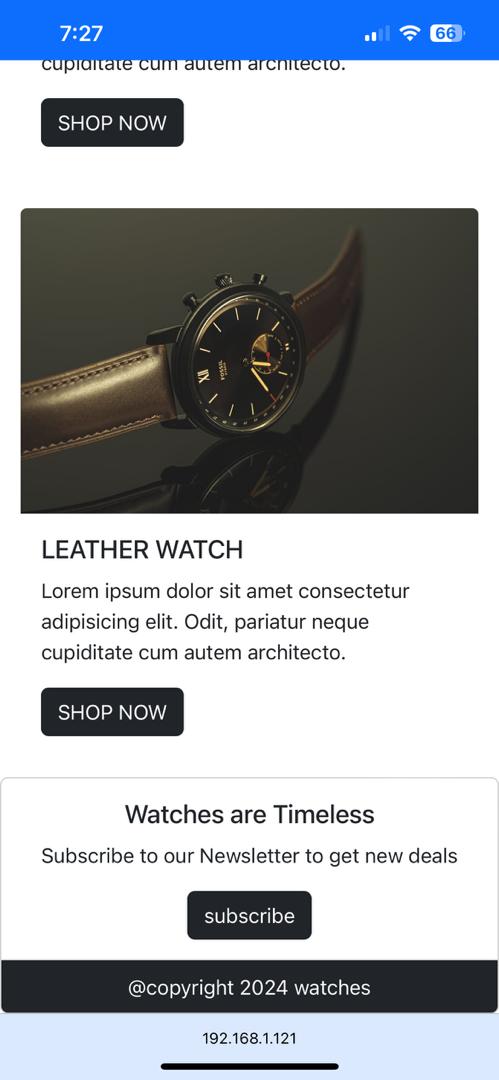 7:27
66
cupiditate cum autem architecto.
SHOP NOW
XII
FOSSIL
LEATHER WATCH
Lorem ipsum dolor sit amet consectetur
adipisicing elit. Odit, pariatur neque
cupiditate cum autem architecto.
SHOP NOW
Watches are Timeless
Subscribe to our Newsletter to get new deals
subscribe
@copyright 2024 watches
192.168.1.121